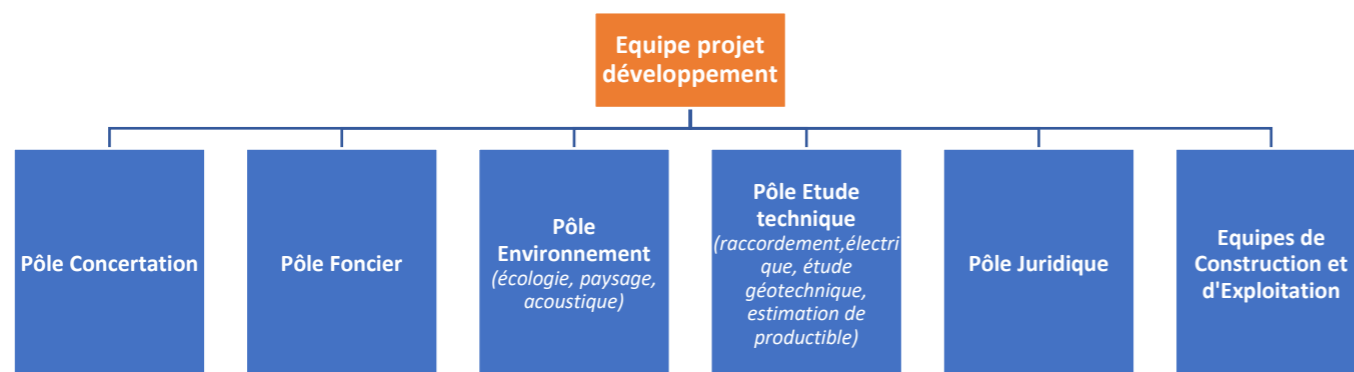 Equipe projet
développement
Pôle Concertation
Pôle Foncier
Pôle
Environnement
(écologie, paysage,
acoustique)
Pôle Etude
technique
(raccordement,électri
que, étude
géotechnique,
estimation de
productible)
Pôle Juridique
Equipes de
Construction et
d'Exploitation